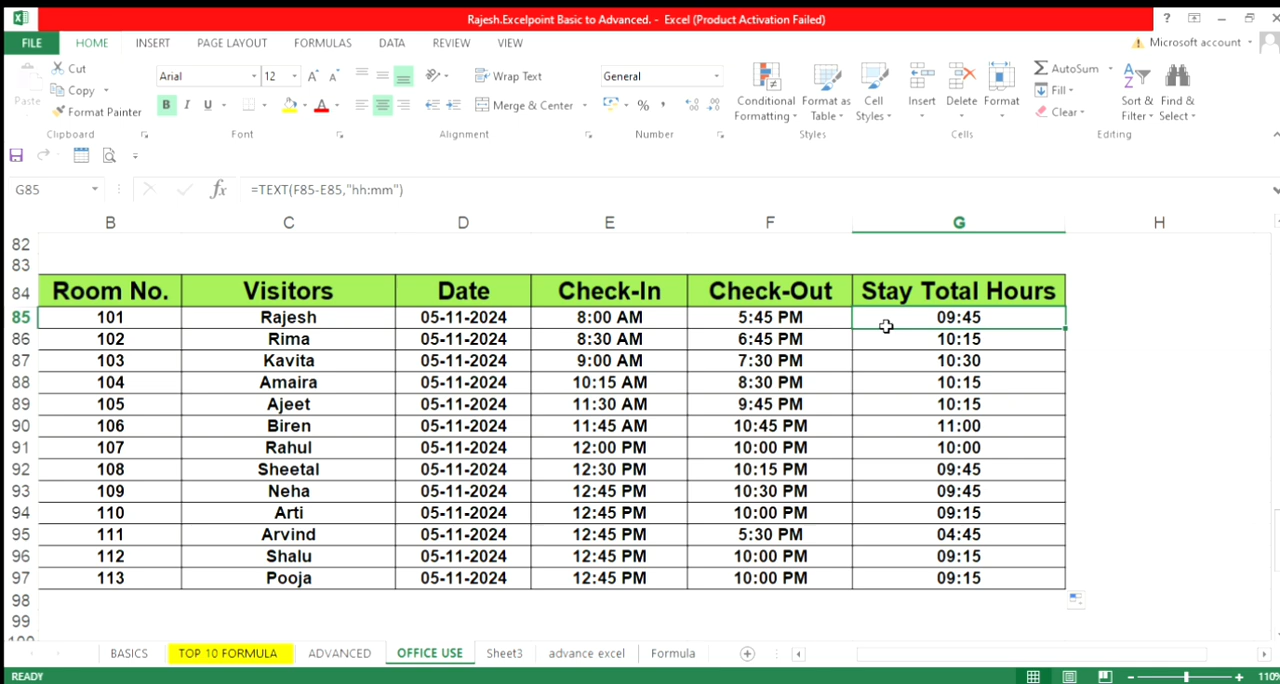 Rajesh.Excelpoint Basic to Advanced. - Excel (Product Activation Failed)
FILE HOME INSERT PAGE LAYOUT FORMULAS DATA REVIEW VIEW Microsoft account
Paste Cut Copy Format Painter
Clipboard
Arial 12 A A
B I U A
Font
Wrap Text
Merge & Center
Alignment
General
% ,
Number
Conditional Formatting Format as Table Cell Styles
Styles
Insert Delete Format
Cells
AutoSum Fill Clear Sort & Filter Find & Select
Editing
G85 fx =TEXT(F85-E85,"hh:mm")
B C D E F G H
82
83
84 Room No. Visitors Date Check-In Check-Out Stay Total Hours
85 101 Rajesh 05-11-2024 8:00 AM 5:45 PM 09:45
86 102 Rima 05-11-2024 8:30 AM 6:45 PM 10:15
87 103 Kavita 05-11-2024 9:00 AM 7:30 PM 10:30
88 104 Amaira 05-11-2024 10:15 AM 8:30 PM 10:15
89 105 Ajeet 05-11-2024 11:30 AM 9:45 PM 10:15
90 106 Biren 05-11-2024 11:45 AM 10:45 PM 11:00
91 107 Rahul 05-11-2024 12:00 PM 10:00 PM 10:00
92 108 Sheetal 05-11-2024 12:30 PM 10:15 PM 09:45
93 109 Neha 05-11-2024 12:45 PM 10:30 PM 09:45
94 110 Arti 05-11-2024 12:45 PM 10:00 PM 09:15
95 111 Arvind 05-11-2024 12:45 PM 5:30 PM 04:45
96 112 Shalu 05-11-2024 12:45 PM 10:00 PM 09:15
97 113 Pooja 05-11-2024 12:45 PM 10:00 PM 09:15
98
99
BASICS TOP 10 FORMULA ADVANCED OFFICE USE Sheet3 advance excel Formula
READY 110%